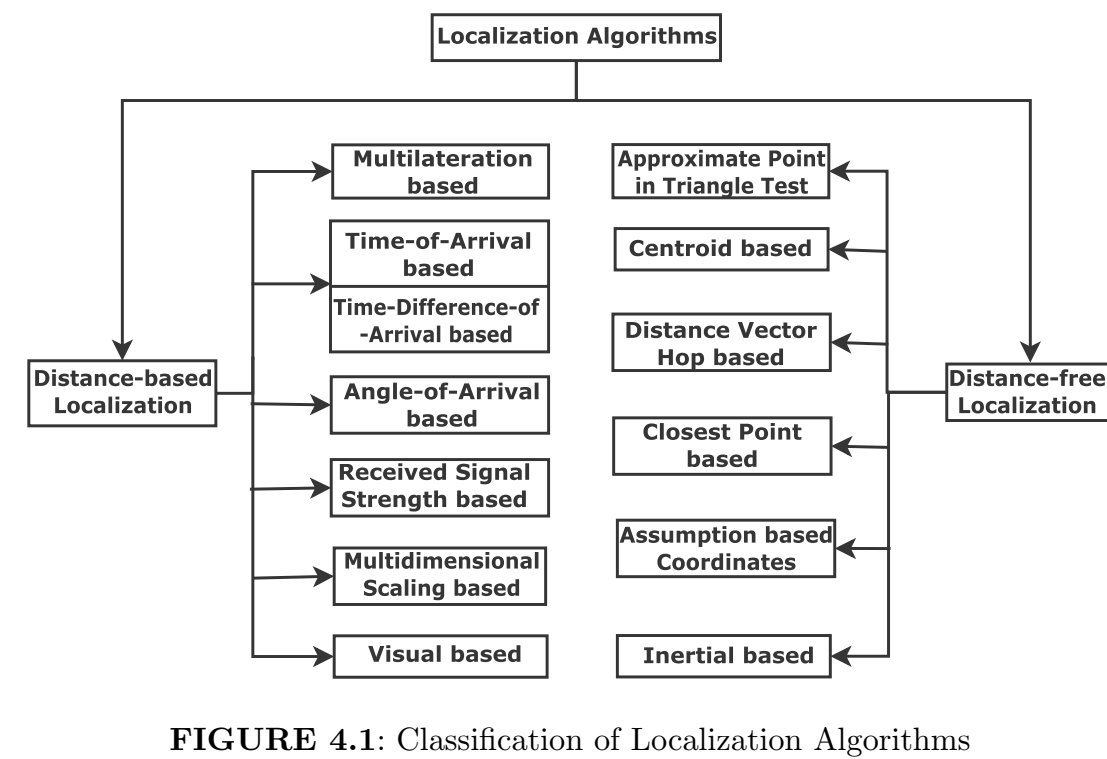 Localization Algorithms
Multilateration
based
Time-of-Arrival
based
Time-Difference-of
-Arrival based
Distance-based
Localization
Angle-of-Arrival
based
Received Signal
Strength based
Multidimensional
Scaling based
Visual based
Approximate Point
in Triangle Test
Centroid based
Distance Vector
Hop based
Distance-free
Localization
Closest Point
based
Assumption based
Coordinates
Inertial based
FIGURE 4.1: Classification of Localization Algorithms